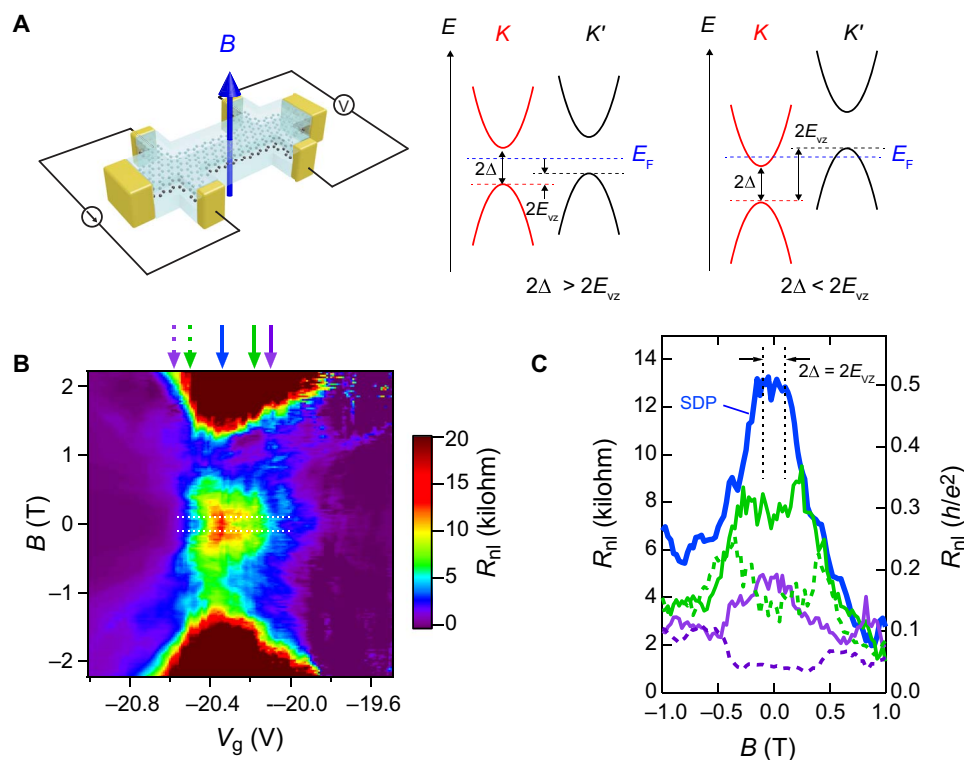 A
B
V
E
K
K'
2Δ
2E_vz
E_F
2Δ > 2E_vz
E
K
K'
2E_vz
2Δ
E_F
2Δ < 2E_vz
B
2
1
0
−1
−2
B (T)
−20.8
−20.4
−-20.0
−19.6
V_g (V)
20
15
10
5
0
R_nl (kilohm)
C
14
12
10
8
6
4
2
0
R_nl (kilohm)
SDP
2Δ = 2E_vz
0.5
0.4
0.3
0.2
0.1
0.0
R_nl (h/e²)
−1.0
−0.5
0.0
0.5
1.0
B (T)